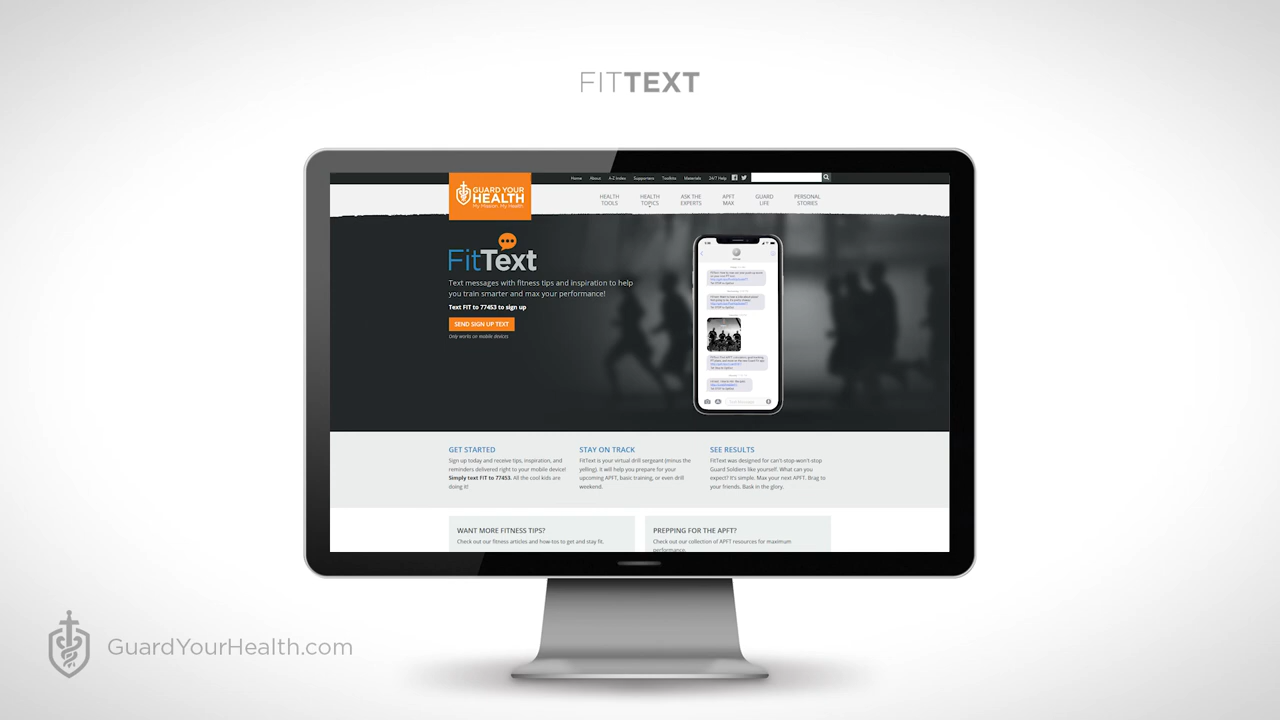 FITTEXT
Home About A-Z Index Supporters Toolkits Materials 24/7 Help
GUARD YOUR
HEALTH
My Mission. My Health.
HEALTH
TOOLS
HEALTH
TOPICS
ASK THE
EXPERTS
APFT
MAX
GUARD
LIFE
PERSONAL
STORIES
FitText
Text messages with fitness tips and inspiration to help
you train smarter and max your performance!
Text FIT to 77453 to sign up
SEND SIGN UP TEXT
Only works on mobile devices
GET STARTED
Sign up today and receive tips, inspiration, and
reminders delivered right to your mobile device!
Simply text FIT to 77453. All the cool kids are
doing it!
STAY ON TRACK
FitText is your virtual drill sergeant (minus the
yelling). It will help you prepare for your
upcoming APFT, basic training, or even drill
weekend.
SEE RESULTS
FitText was designed for can't-stop-won't-stop
Guard Soldiers like yourself. What can you
expect? It's simple. Max your next APFT. Brag to
your friends. Bask in the glory.
WANT MORE FITNESS TIPS?
Check out our fitness articles and how-tos to get and stay fit.
PREPPING FOR THE APFT?
Check out our collection of APFT resources for maximum
performance.
GuardYourHealth.com